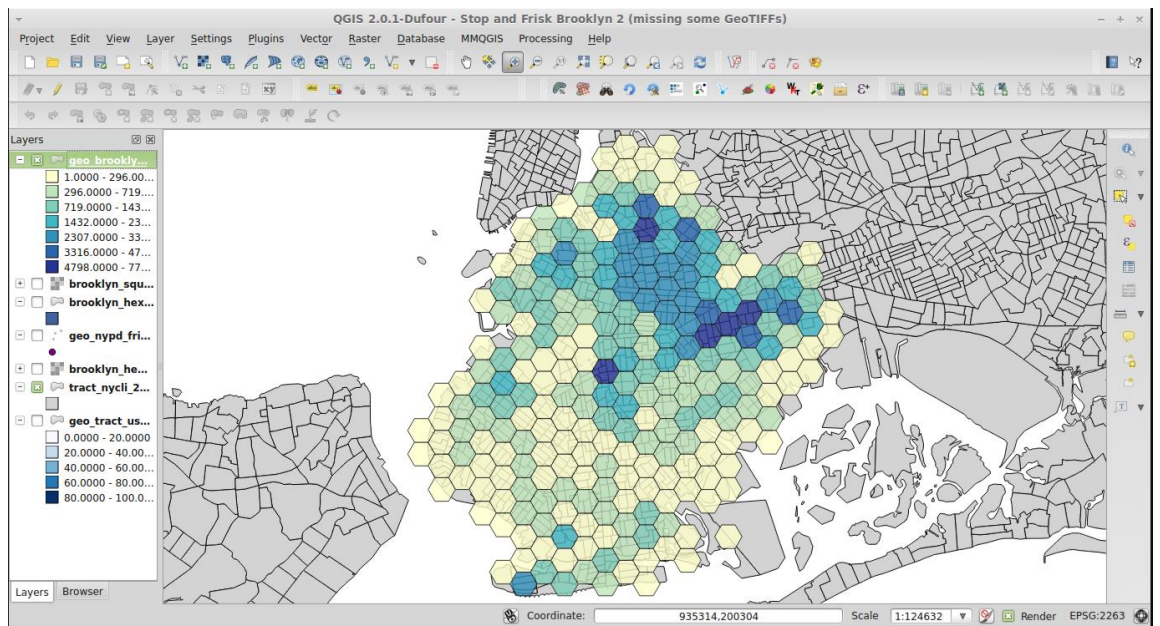 QGIS 2.0.1-Dufour - Stop and Frisk Brooklyn 2 (missing some GeoTIFFs)
Project Edit View Layer Settings Plugins Vector Raster Database MMQGIS Processing Help
Layers
geo_brookly...
1.0000 - 296.00...
296.0000 - 719....
719.0000 - 143...
1432.0000 - 23...
2307.0000 - 33...
3316.0000 - 47...
4798.0000 - 77...
brooklyn_squ...
brooklyn_hex...
geo_nypd_fri...
brooklyn_he...
tract_nycli_2...
geo_tract_us...
0.0000 - 20.0000
20.0000 - 40.00...
40.0000 - 60.00...
60.0000 - 80.00...
80.0000 - 100.0...
Layers Browser
Coordinate: 935314,200304 Scale 1:124632 Render EPSG:2263